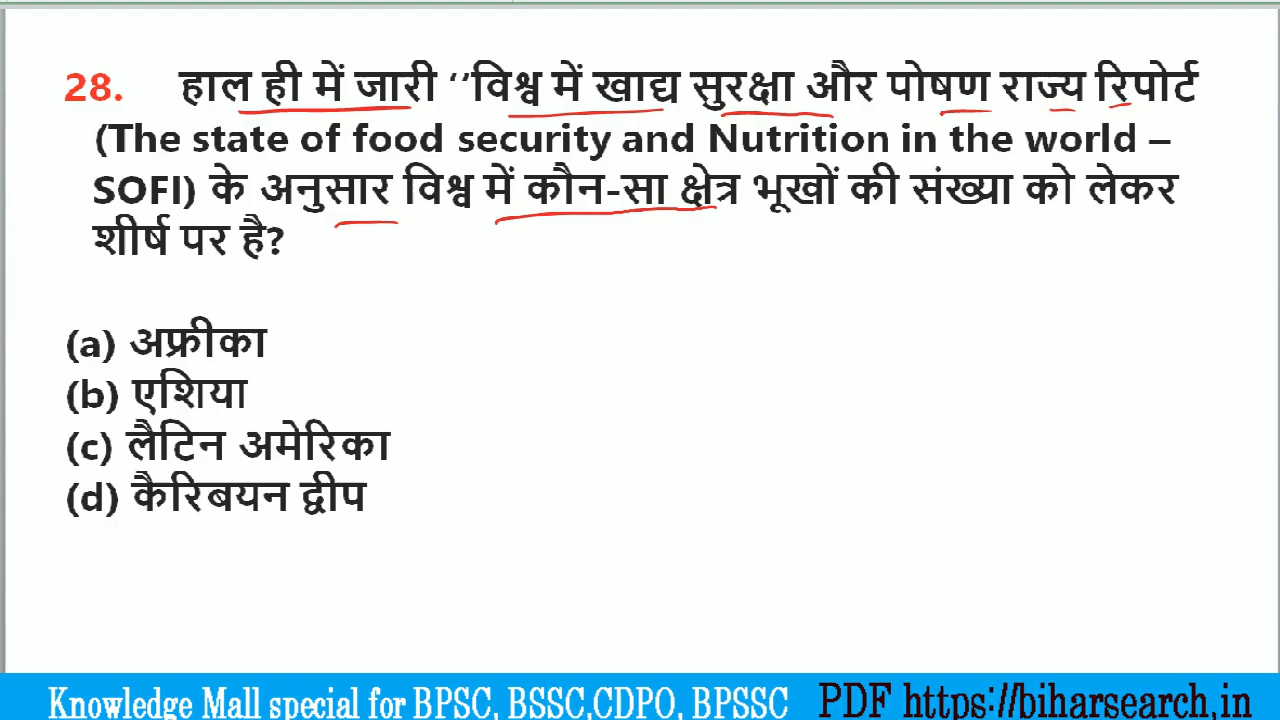 28. हाल ही में जारी ‘‘विश्व में खाद्य सुरक्षा और पोषण राज्य रिपोर्ट
(The state of food security and Nutrition in the world –
SOFI) के अनुसार विश्व में कौन-सा क्षेत्र भूखों की संख्या को लेकर
शीर्ष पर है?
(a) अफ्रीका
(b) एशिया
(c) लैटिन अमेरिका
(d) कैरिबयन द्वीप
Knowledge Mall special for BPSC, BSSC,CDPO, BPSSC PDF https://biharsearch.in